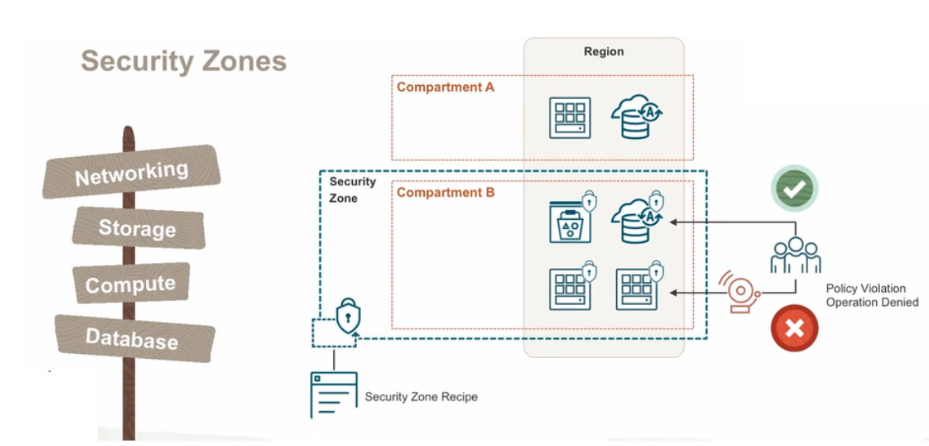 Security Zones
Region
Compartment A
Networking
Security
Zone
Compartment B
A
A
Storage
Compute
Database
Policy Violation
Operation Denied
Security Zone Recipe